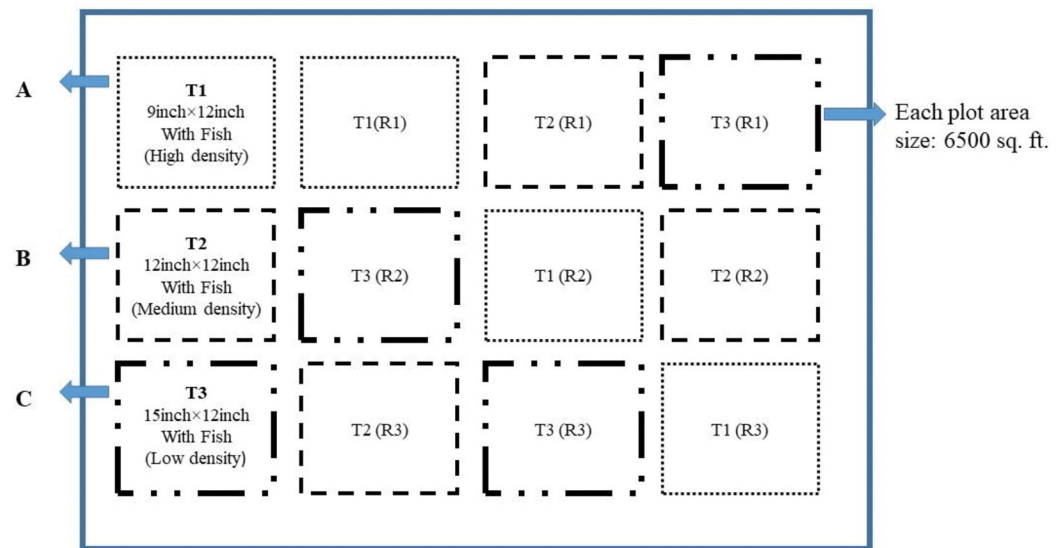 A
T1
9inch×12inch
With Fish
(High density)
T1(R1)
T2 (R1)
T3 (R1)
Each plot area
size: 6500 sq. ft.
B
T2
12inch×12inch
With Fish
(Medium density)
T3 (R2)
T1 (R2)
T2 (R2)
C
T3
15inch×12inch
With Fish
(Low density)
T2 (R3)
T3 (R3)
T1 (R3)